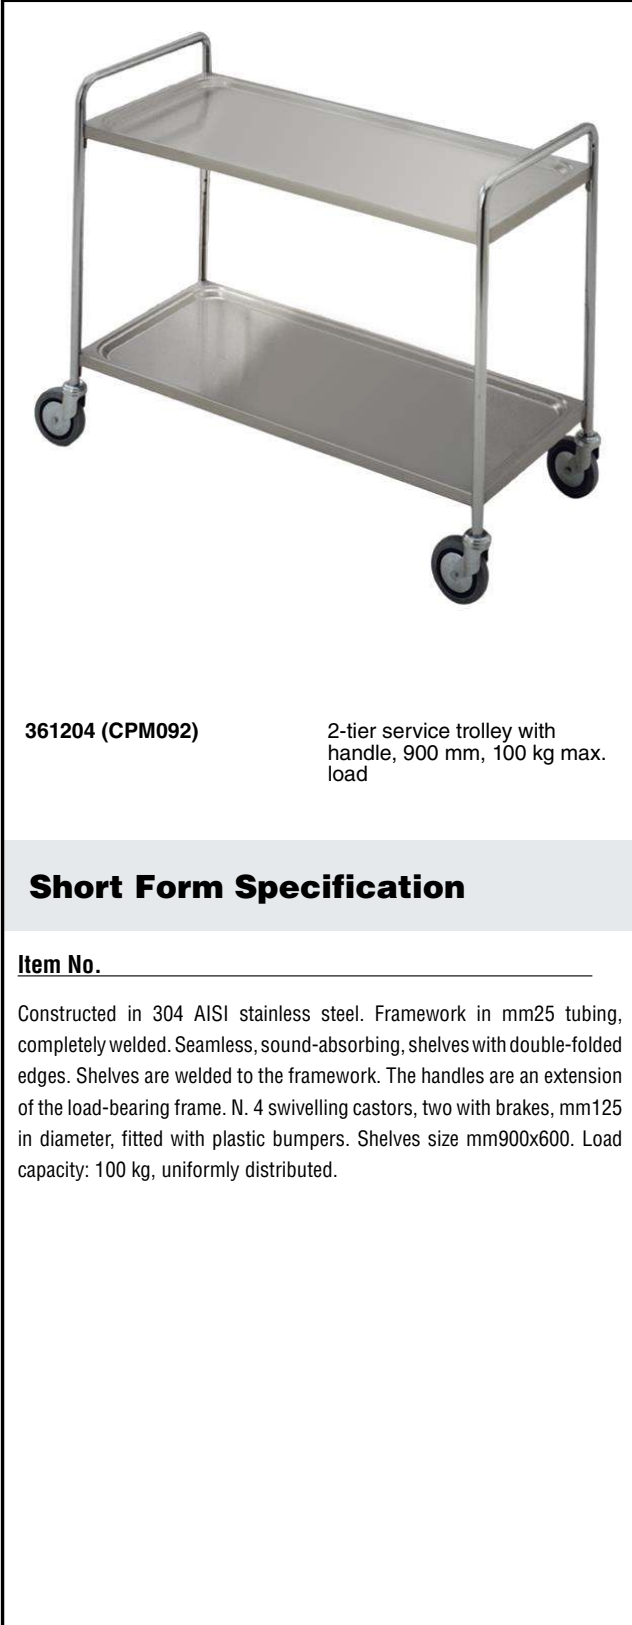 361204 (CPM092)
2-tier service trolley with
handle, 900 mm, 100 kg max.
load
Short Form Specification
Item No.
Constructed in 304 AISI stainless steel. Framework in mm25 tubing,
completely welded. Seamless, sound-absorbing, shelves with double-folded
edges. Shelves are welded to the framework. The handles are an extension
of the load-bearing frame. N. 4 swivelling castors, two with brakes, mm125
in diameter, fitted with plastic bumpers. Shelves size mm900x600. Load
capacity: 100 kg, uniformly distributed.